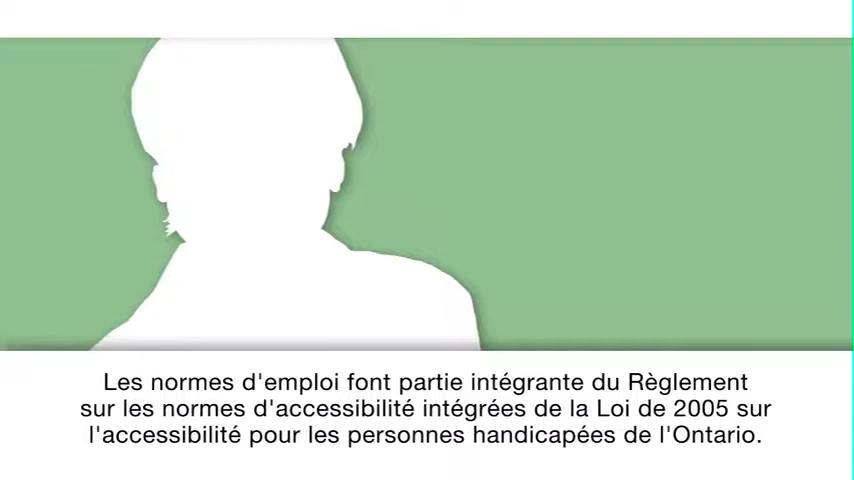 Les normes d'emploi font partie intégrante du Règlement
sur les normes d'accessibilité intégrées de la Loi de 2005 sur
l'accessibilité pour les personnes handicapées de l'Ontario.